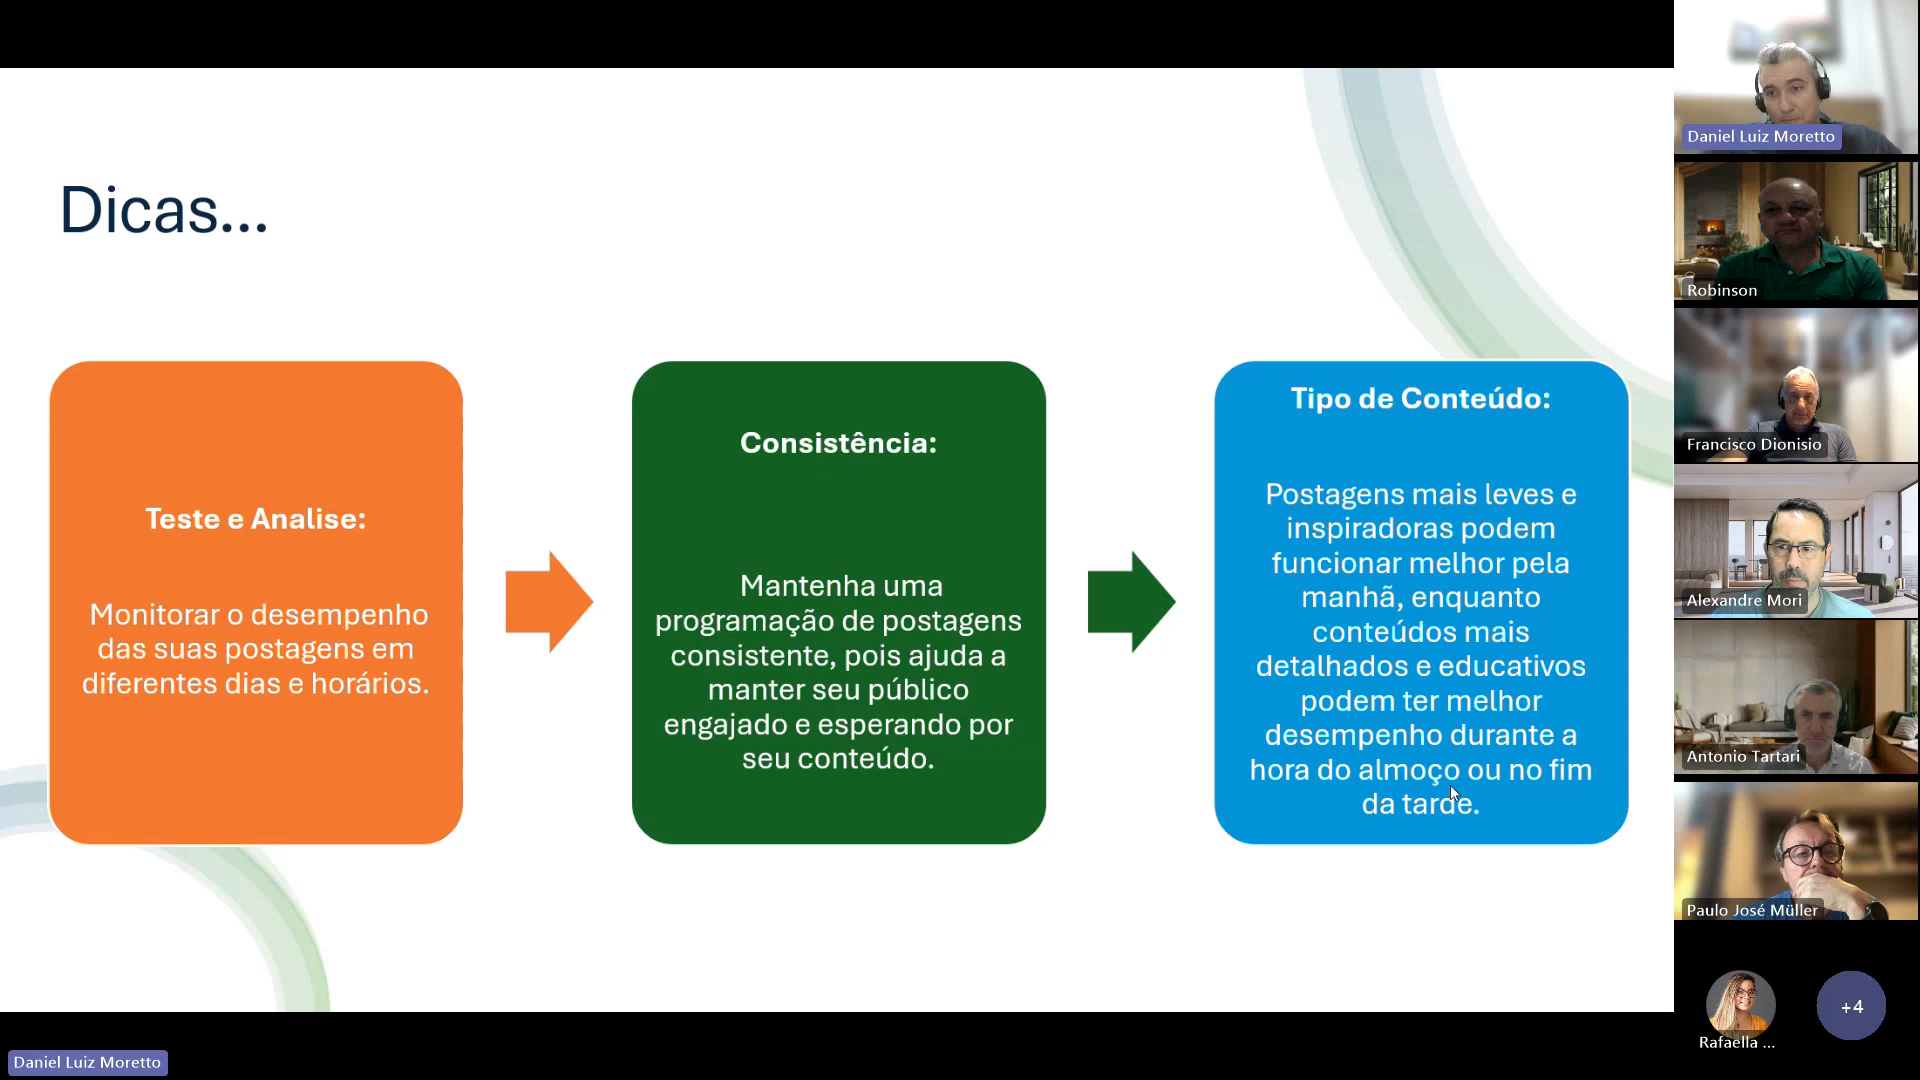 Dicas...
Teste e Analise:
Monitorar o desempenho
das suas postagens em
diferentes dias e horários.
Consistência:
Mantenha uma
programação de postagens
consistente, pois ajuda a
manter seu público
engajado e esperando por
seu conteúdo.
Tipo de Conteúdo:
Postagens mais leves e
inspiradoras podem
funcionar melhor pela
manhã, enquanto
conteúdos mais
detalhados e educativos
podem ter melhor
desempenho durante a
hora do almoço ou no fim
da tarde.
Daniel Luiz Moretto
Robinson
Francisco Dionisio
Alexandre Mori
Antonio Tartari
Paulo José Müller
Rafaella ...
+4
Daniel Luiz Moretto